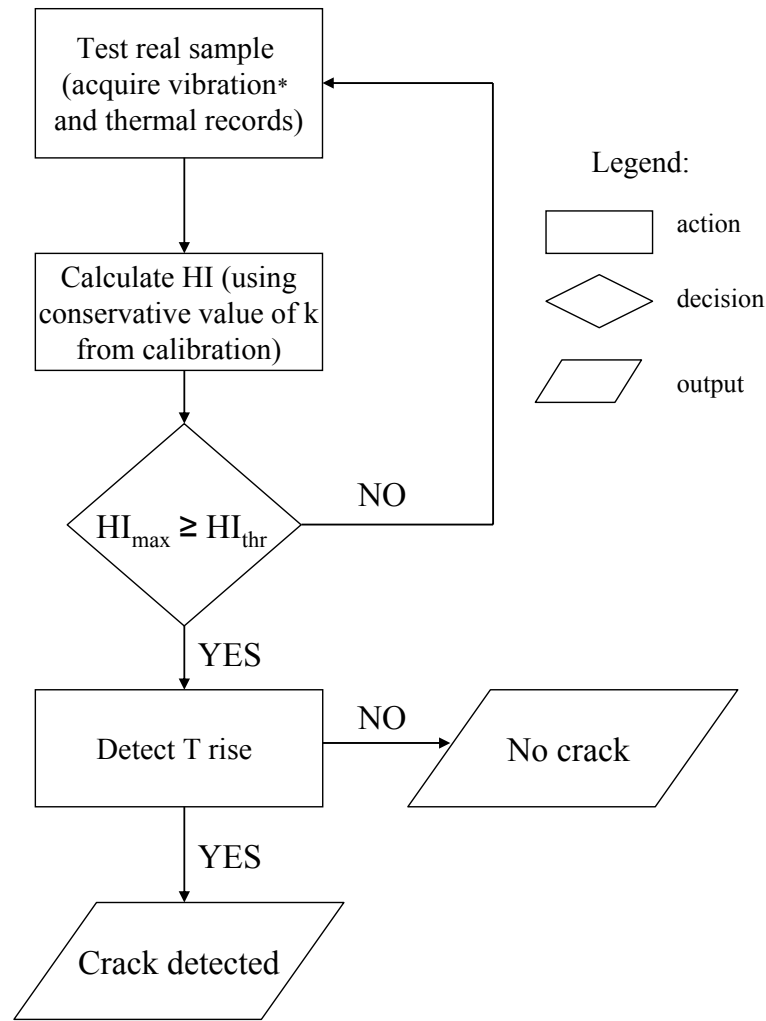 Test real sample
(acquire vibration*
and thermal records)
Calculate HI (using
conservative value of k
from calibration)
HImax ≥ HIthr
NO
YES
Detect T rise
NO
No crack
YES
Crack detected
Legend:
action
decision
output